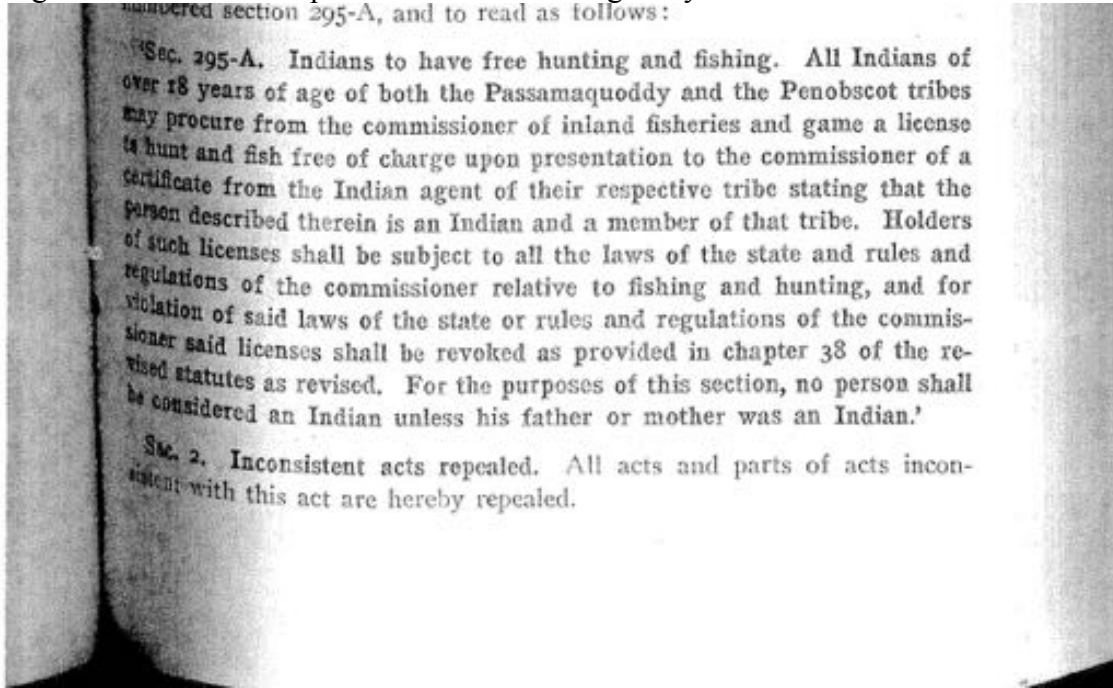 numbered section 295-A, and to read as follows:
'Sec. 295-A. Indians to have free hunting and fishing. All Indians of
over 18 years of age of both the Passamaquoddy and the Penobscot tribes
may procure from the commissioner of inland fisheries and game a license
to hunt and fish free of charge upon presentation to the commissioner of a
certificate from the Indian agent of their respective tribe stating that the
person described therein is an Indian and a member of that tribe. Holders
of such licenses shall be subject to all the laws of the state and rules and
regulations of the commissioner relative to fishing and hunting, and for
violation of said laws of the state or rules and regulations of the commis-
sioner said licenses shall be revoked as provided in chapter 38 of the re-
vised statutes as revised. For the purposes of this section, no person shall
be considered an Indian unless his father or mother was an Indian.'
Sec. 2. Inconsistent acts repealed. All acts and parts of acts incon-
sistent with this act are hereby repealed.